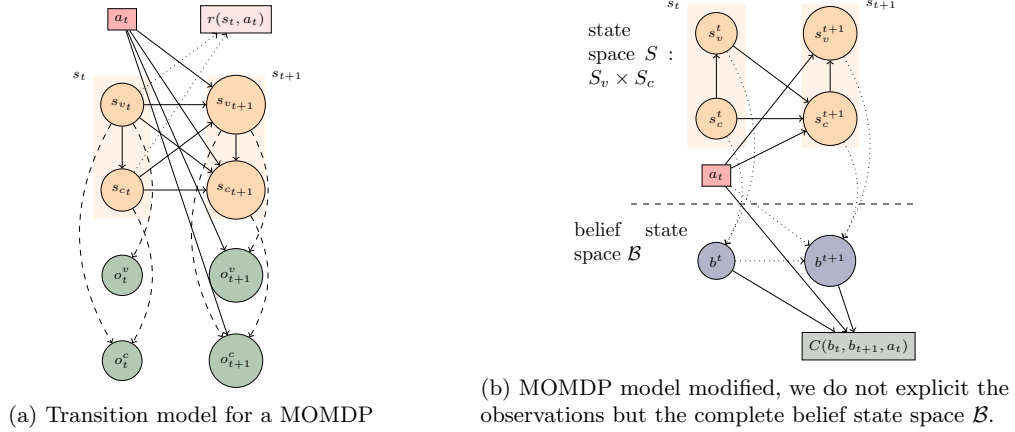 a_t
r(s_t, a_t)
s_t
s_{t+1}
s_{v_t}
s_{v_{t+1}}
s_{c_t}
s_{c_{t+1}}
o_t^v
o_{t+1}^v
o_t^c
o_{t+1}^c
(a) Transition model for a MOMDP
s_t
s_{t+1}
state
space S :
S_v × S_c
s_v^t
s_v^{t+1}
s_c^t
s_c^{t+1}
a_t
belief state
space ℬ
b^t
b^{t+1}
C(b_t, b_{t+1}, a_t)
(b) MOMDP model modified, we do not explicit the
observations but the complete belief state space ℬ.